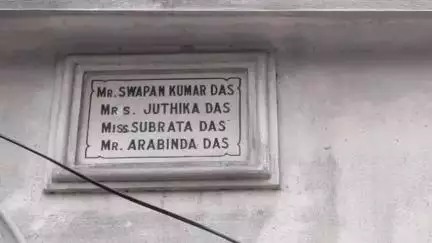 MR. SWAPAN KUMAR DAS
MRS. JUTHIKA DAS
MISS SUBRATA DAS
MR. ARABINDA DAS